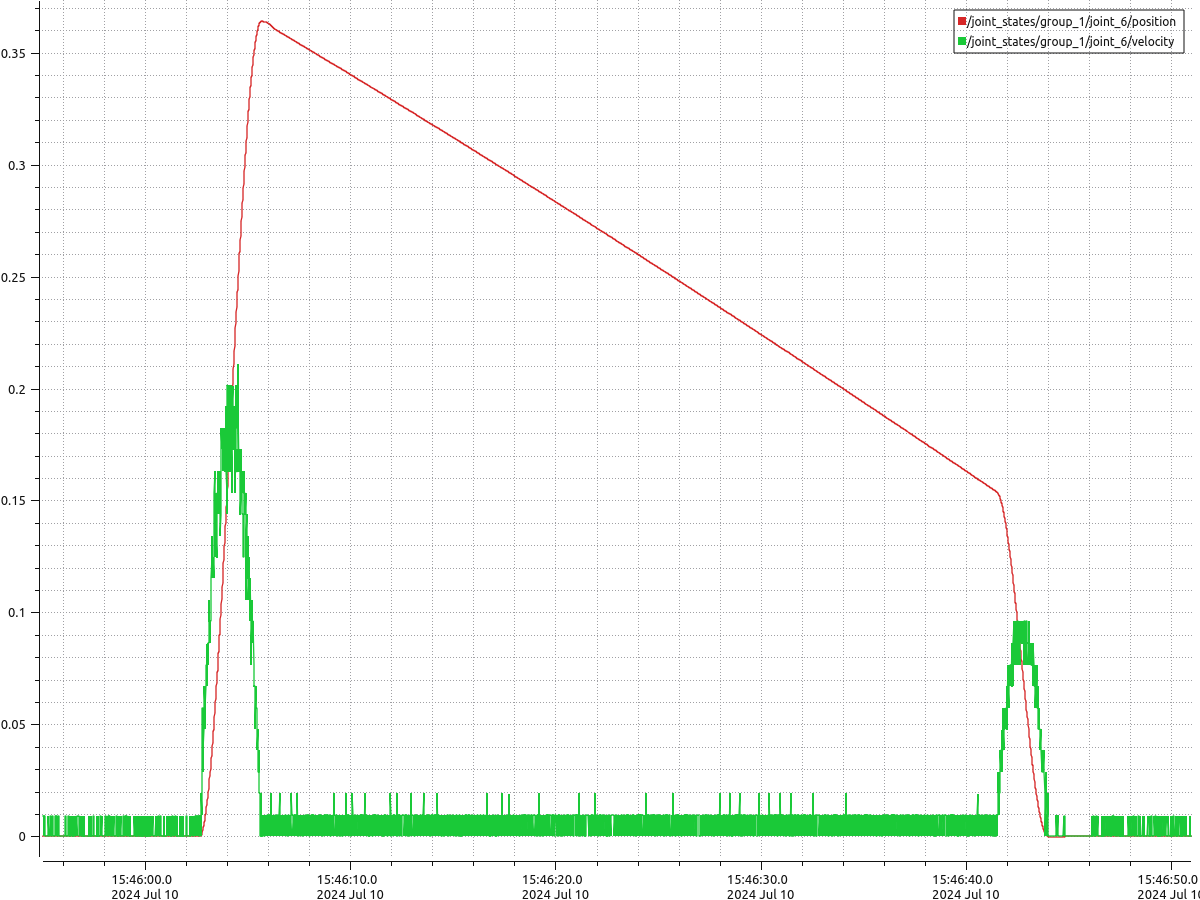 /joint_states/group_1/joint_6/position
/joint_states/group_1/joint_6/velocity
0.35
0.3
0.25
0.2
0.15
0.1
0.05
0
15:46:00.0 15:46:10.0 15:46:20.0 15:46:30.0 15:46:40.0 15:46:50.0
2024 Jul 10 2024 Jul 10 2024 Jul 10 2024 Jul 10 2024 Jul 10 2024 Jul 10